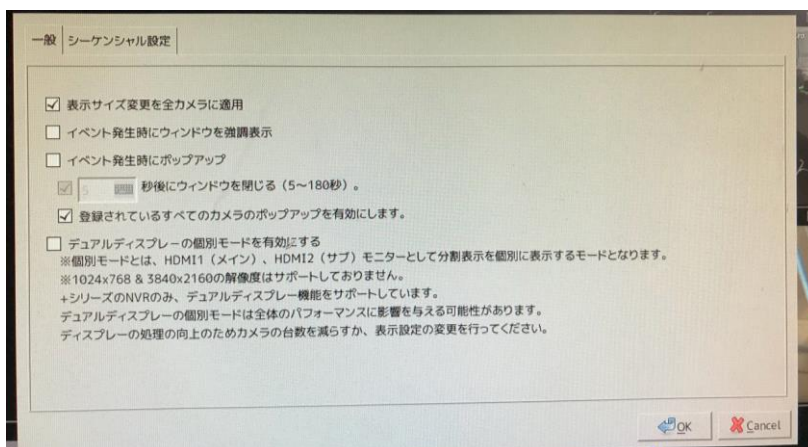 一般 シーケンシャル設定
表示サイズ変更を全カメラに適用
イベント発生時にウィンドウを強調表示
イベント発生時にポップアップ
5 秒後にウィンドウを閉じる（5～180秒）。
登録されているすべてのカメラのポップアップを有効にします。
デュアルディスプレーの個別モードを有効にする
※個別モードとは、HDMI1（メイン）、HDMI2（サブ）モニターとして分割表示を個別に表示するモードとなります。
※1024x768 & 3840x2160の解像度はサポートしておりません。
+シリーズのNVRのみ、デュアルディスプレー機能をサポートしています。
デュアルディスプレーの個別モードは全体のパフォーマンスに影響を与える可能性があります。
ディスプレーの処理の向上のためカメラの台数を減らすか、表示設定の変更を行ってください。
OK Cancel